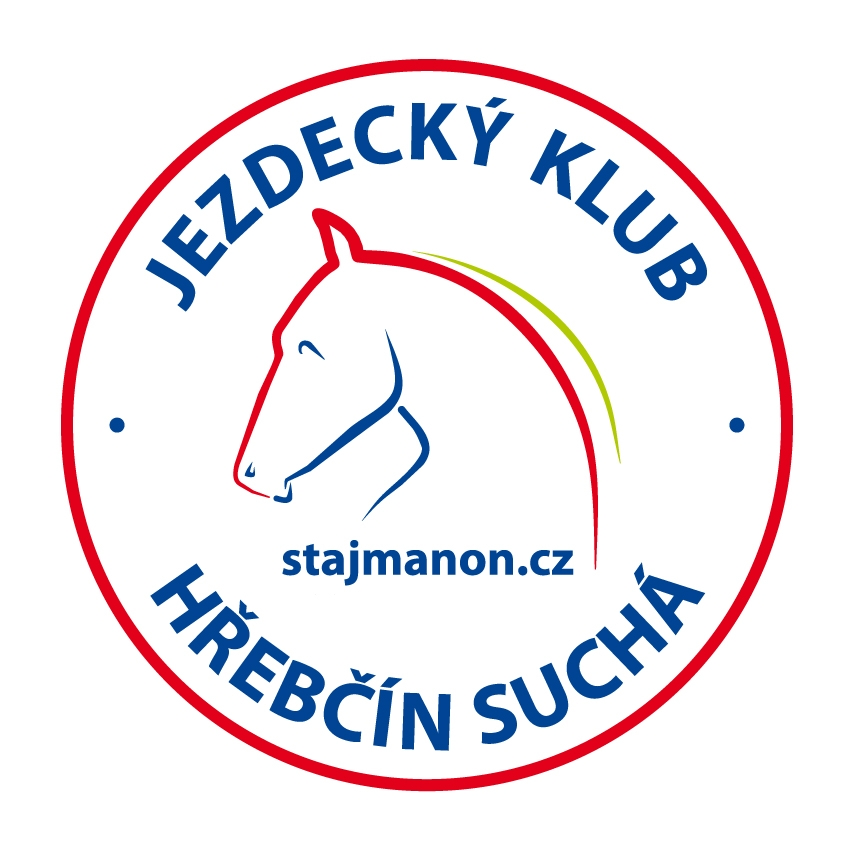 JEZDECKÝ KLUB
stajmanon.cz
HŘEBČÍN SUCHÁ